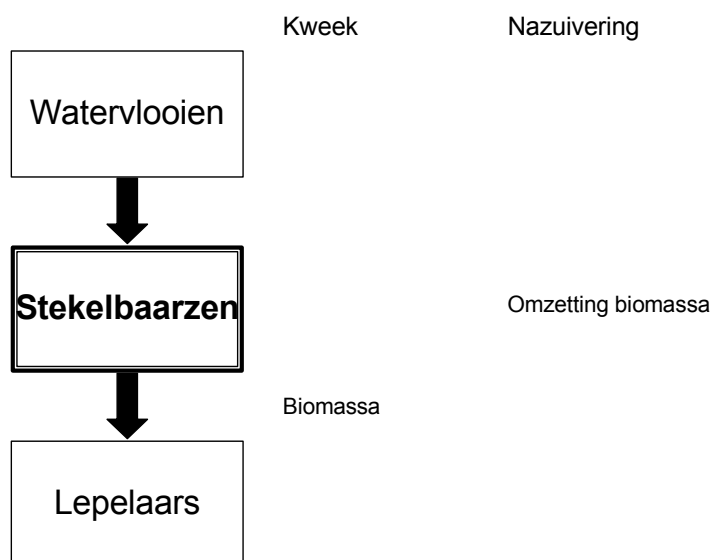 Kweek Nazuivering
Watervlooien
Stekelbaarzen
Omzetting biomassa
Biomassa
Lepelaars